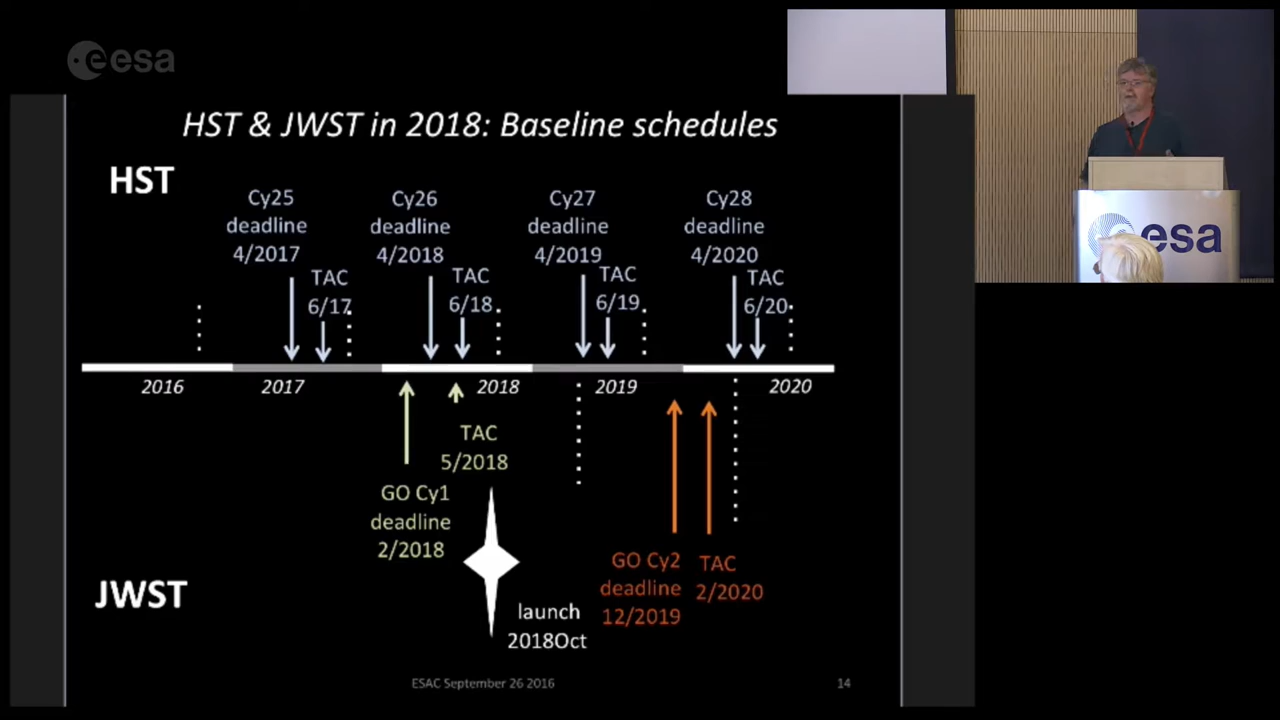 esa
HST & JWST in 2018: Baseline schedules
HST
Cy25
deadline
4/2017
TAC
6/17
Cy26
deadline
4/2018
TAC
6/18
Cy27
deadline
4/2019
TAC
6/19
Cy28
deadline
4/2020
TAC
6/20
2016
2017
2018
2019
2020
TAC
5/2018
GO Cy1
deadline
2/2018
launch
2018Oct
GO Cy2
deadline
12/2019
TAC
2/2020
JWST
ESAC September 26 2016
14
esa